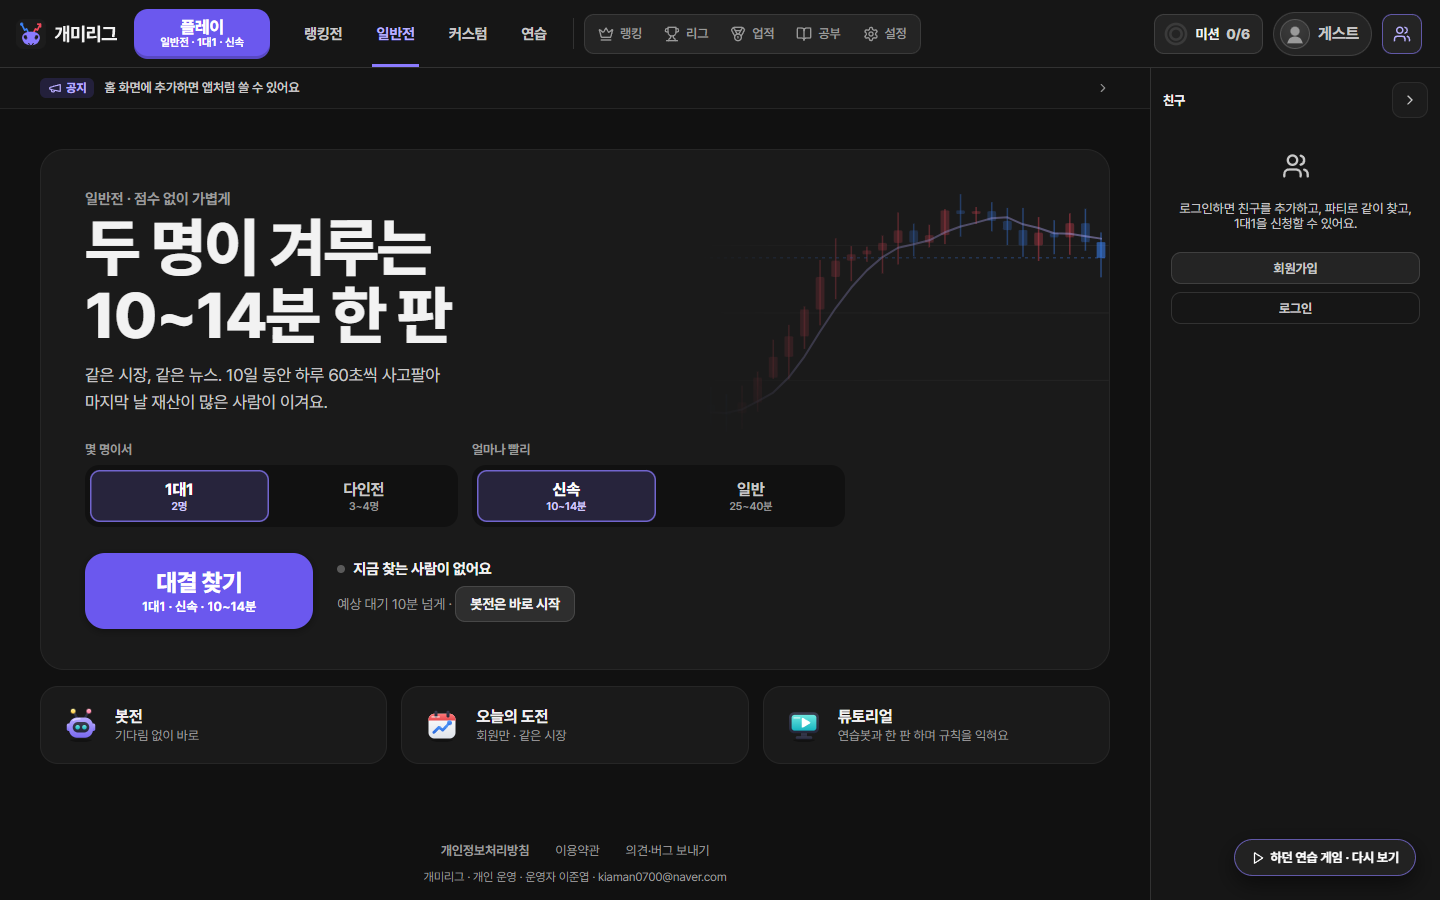 개미리그
플레이
일반전 · 1대1 · 신속
랭킹전
일반전
커스텀
연습
랭킹
리그
업적
공부
설정
미션 0/6
게스트
공지
홈 화면에 추가하면 앱처럼 쓸 수 있어요
친구
로그인하면 친구를 추가하고, 파티로 같이 찾고,
1대1을 신청할 수 있어요.
회원가입
로그인
일반전 · 점수 없이 가볍게
두 명이 겨루는
10~14분 한 판
같은 시장, 같은 뉴스. 10일 동안 하루 60초씩 사고팔아
마지막 날 재산이 많은 사람이 이겨요.
몇 명이서
얼마나 빨리
1대1
2명
다인전
3~4명
신속
10~14분
일반
25~40분
대결 찾기
1대1 · 신속 · 10~14분
지금 찾는 사람이 없어요
예상 대기 10분 넘게 ·
봇전은 바로 시작
봇전
기다림 없이 바로
오늘의 도전
회원만 · 같은 시장
튜토리얼
연습봇과 한 판 하며 규칙을 익혀요
개인정보처리방침
이용약관
의견·버그 보내기
개미리그 · 개인 운영 · 운영자 이준엽 · kiaman0700@naver.com
하던 연습 게임 · 다시 보기